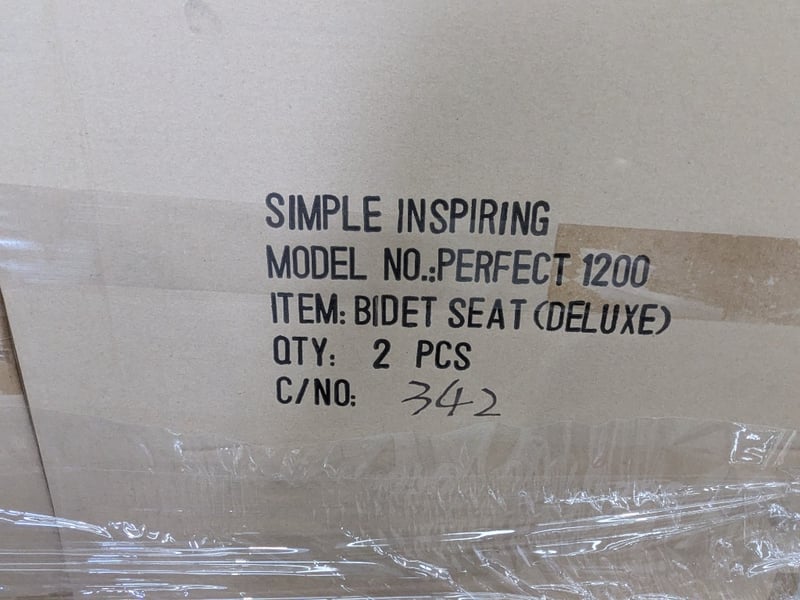 SIMPLE INSPIRING
MODEL NO.:PERFECT 1200
ITEM: BIDET SEAT (DELUXE)
QTY: 2 PCS
C/NO: 342